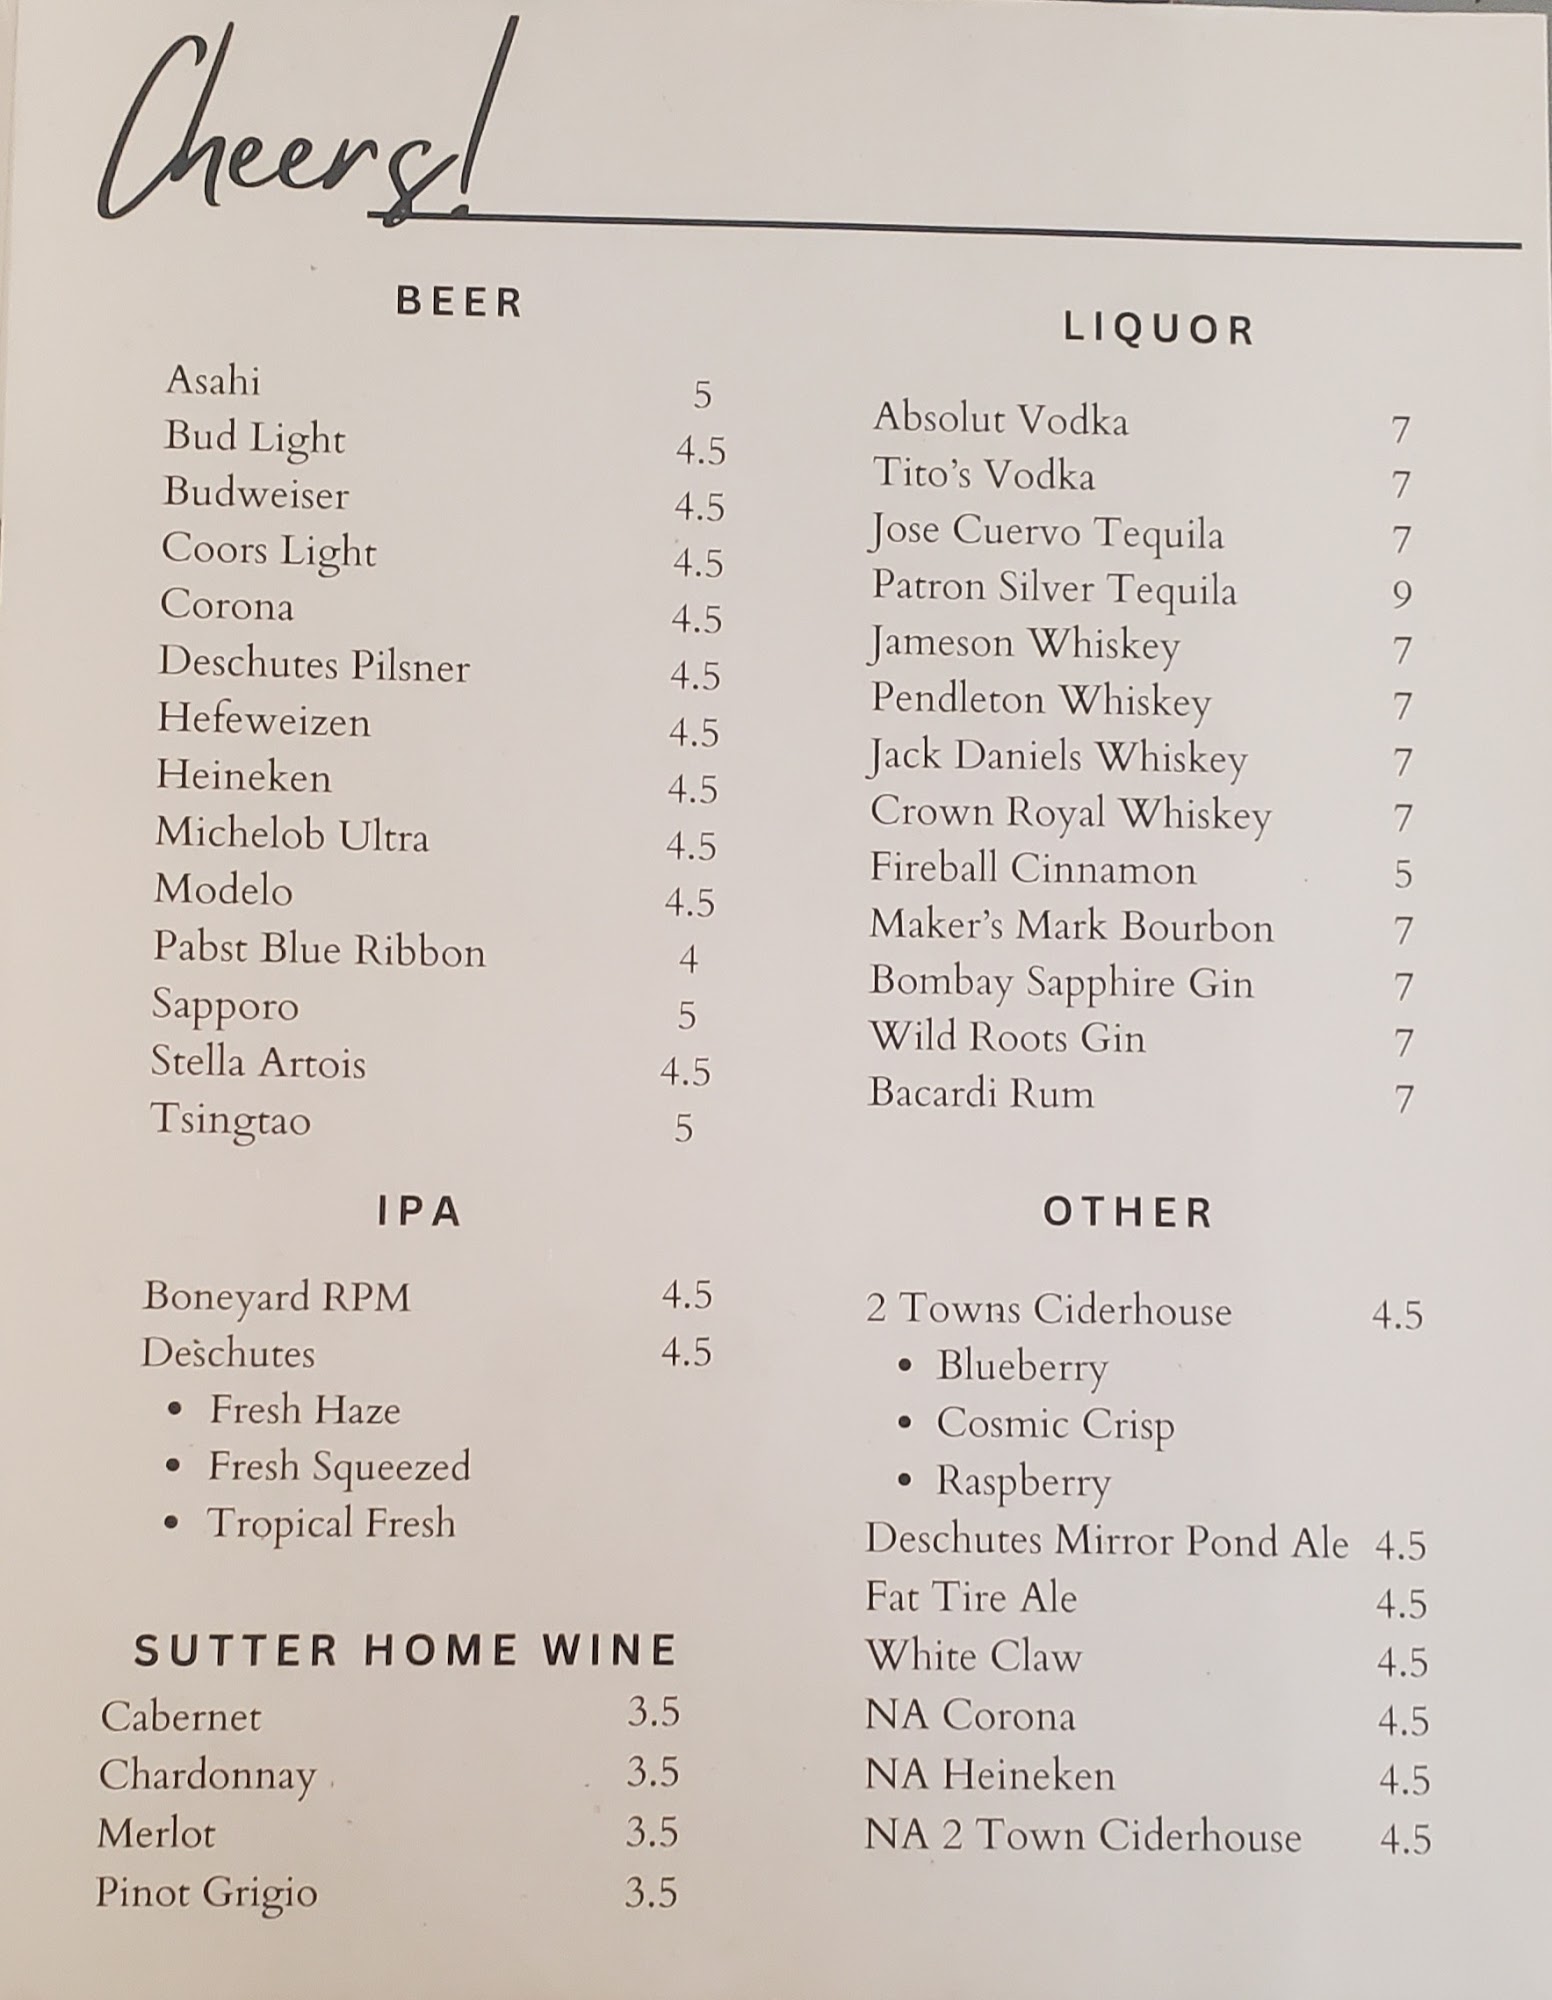 Cheers!
BEER
Asahi 5
Bud Light 4.5
Budweiser 4.5
Coors Light 4.5
Corona 4.5
Deschutes Pilsner 4.5
Hefeweizen 4.5
Heineken 4.5
Michelob Ultra 4.5
Modelo 4.5
Pabst Blue Ribbon 4
Sapporo 5
Stella Artois 4.5
Tsingtao 5
IPA
Boneyard RPM 4.5
Deschutes 4.5
• Fresh Haze
• Fresh Squeezed
• Tropical Fresh
SUTTER HOME WINE
Cabernet 3.5
Chardonnay 3.5
Merlot 3.5
Pinot Grigio 3.5
LIQUOR
Absolut Vodka 7
Tito's Vodka 7
Jose Cuervo Tequila 7
Patron Silver Tequila 9
Jameson Whiskey 7
Pendleton Whiskey 7
Jack Daniels Whiskey 7
Crown Royal Whiskey 7
Fireball Cinnamon 5
Maker's Mark Bourbon 7
Bombay Sapphire Gin 7
Wild Roots Gin 7
Bacardi Rum 7
OTHER
2 Towns Ciderhouse 4.5
• Blueberry
• Cosmic Crisp
• Raspberry
Deschutes Mirror Pond Ale 4.5
Fat Tire Ale 4.5
White Claw 4.5
NA Corona 4.5
NA Heineken 4.5
NA 2 Town Ciderhouse 4.5